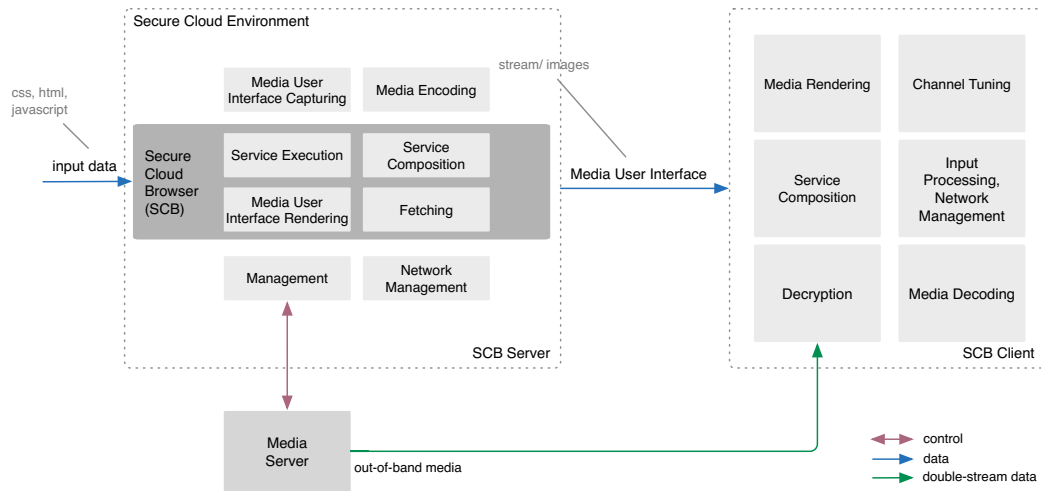 Secure Cloud Environment
css, html,
javascript
input data
Media User
Interface Capturing
Media Encoding
Secure
Cloud
Browser
(SCB)
Service Execution
Service
Composition
Media User
Interface Rendering
Fetching
Management
Network
Management
SCB Server
stream/ images
Media User Interface
Media Rendering
Channel Tuning
Service
Composition
Input
Processing,
Network
Management
Decryption
Media Decoding
SCB Client
Media
Server
out-of-band media
control
data
double-stream data